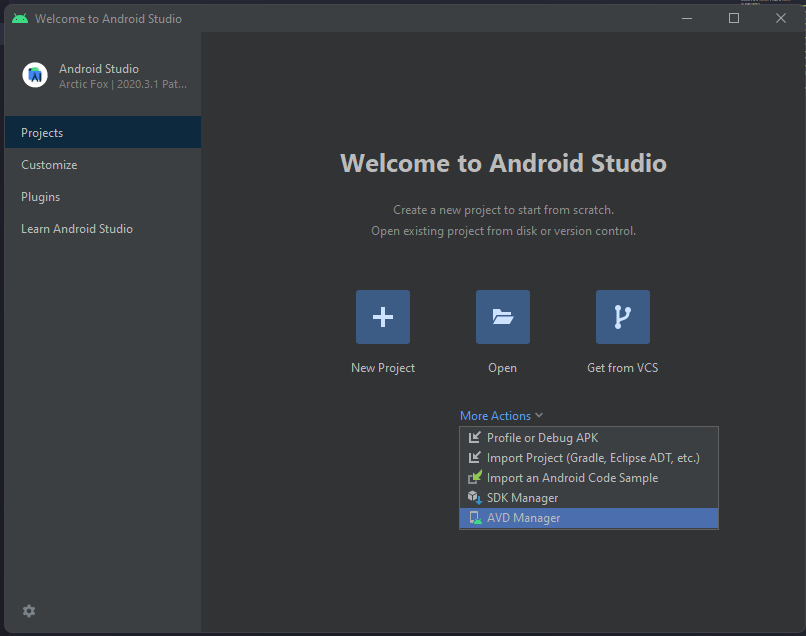 Welcome to Android Studio
Android Studio
Arctic Fox | 2020.3.1 Pat...
Projects
Customize
Plugins
Learn Android Studio
Welcome to Android Studio
Create a new project to start from scratch.
Open existing project from disk or version control.
New Project
Open
Get from VCS
More Actions
Profile or Debug APK
Import Project (Gradle, Eclipse ADT, etc.)
Import an Android Code Sample
SDK Manager
AVD Manager